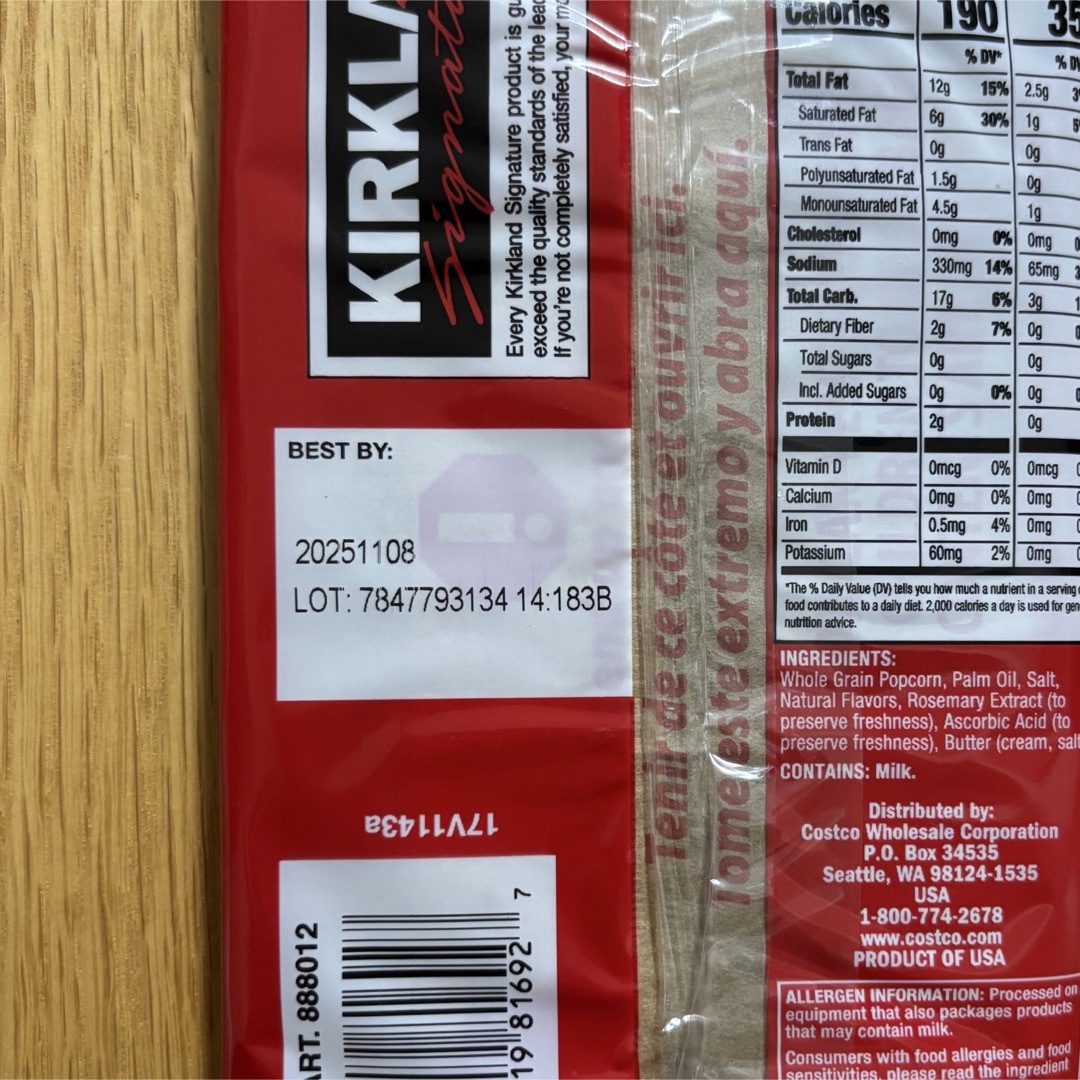 KIRKLA
Signat
Every Kirkland Signature product is gu
exceed the quality standards of the lead
If you're not completely satisfied, your mo
BEST BY:
20251108
LOT: 7847793134 14:183B
17V1143a
ART. 888012
19 81692 7
Tenir de ce côté et ouvrir ici.
Tome este extremo y abra aquí.
Calories 190 35
% DV* % DV
Total Fat 12g 15% 2.5g 3
Saturated Fat 6g 30% 1g 5
Trans Fat 0g 0g
Polyunsaturated Fat 1.5g 0g
Monounsaturated Fat 4.5g 1g
Cholesterol 0mg 0% 0mg 0
Sodium 330mg 14% 65mg 3
Total Carb. 17g 6% 3g 1
Dietary Fiber 2g 7% 0g 0
Total Sugars 0g 0g
Incl. Added Sugars 0g 0% 0g 0
Protein 2g 0g
Vitamin D 0mcg 0% 0mcg
Calcium 0mg 0% 0mg
Iron 0.5mg 4% 0mg
Potassium 60mg 2% 0mg
*The % Daily Value (DV) tells you how much a nutrient in a serving
food contributes to a daily diet. 2,000 calories a day is used for gen
nutrition advice.
INGREDIENTS:
Whole Grain Popcorn, Palm Oil, Salt,
Natural Flavors, Rosemary Extract (to
preserve freshness), Ascorbic Acid (to
preserve freshness), Butter (cream, salt
CONTAINS: Milk.
Distributed by:
Costco Wholesale Corporation
P.O. Box 34535
Seattle, WA 98124-1535
USA
1-800-774-2678
www.costco.com
PRODUCT OF USA
ALLERGEN INFORMATION: Processed on
equipment that also packages products
that may contain milk.
Consumers with food allergies and food
sensitivities, please read the ingredient